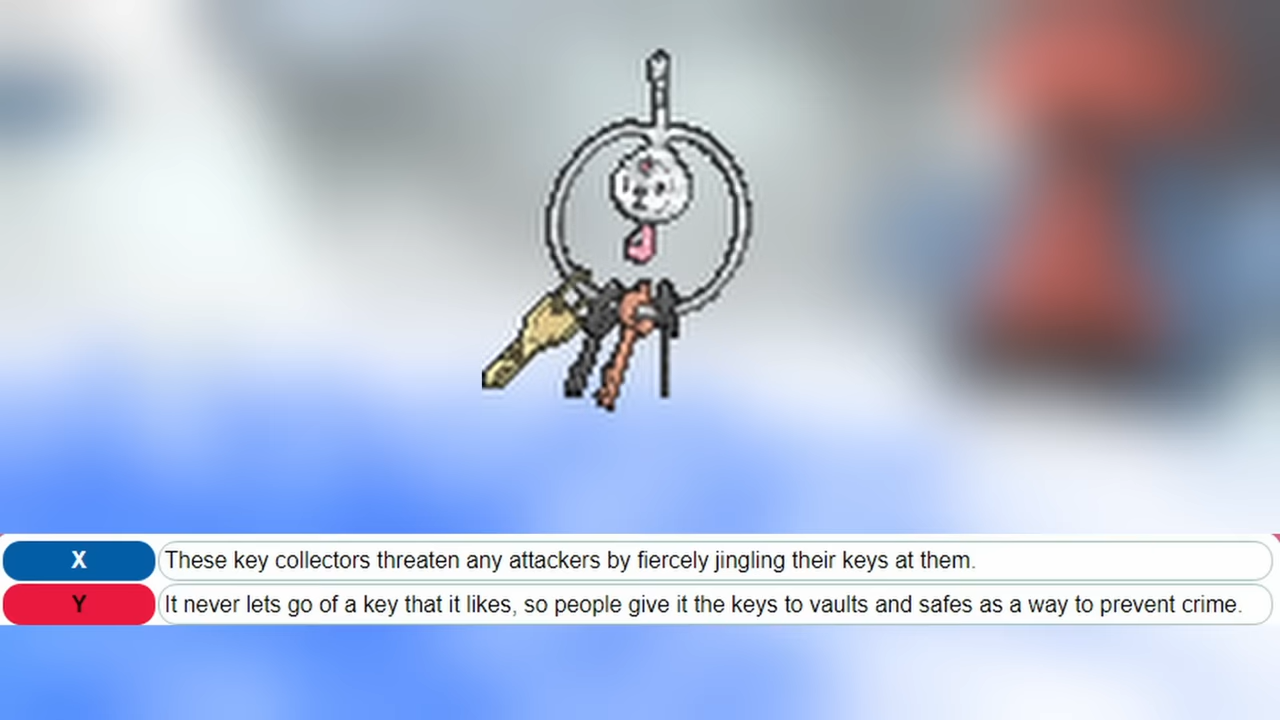 X These key collectors threaten any attackers by fiercely jingling their keys at them.
Y It never lets go of a key that it likes, so people give it the keys to vaults and safes as a way to prevent crime.